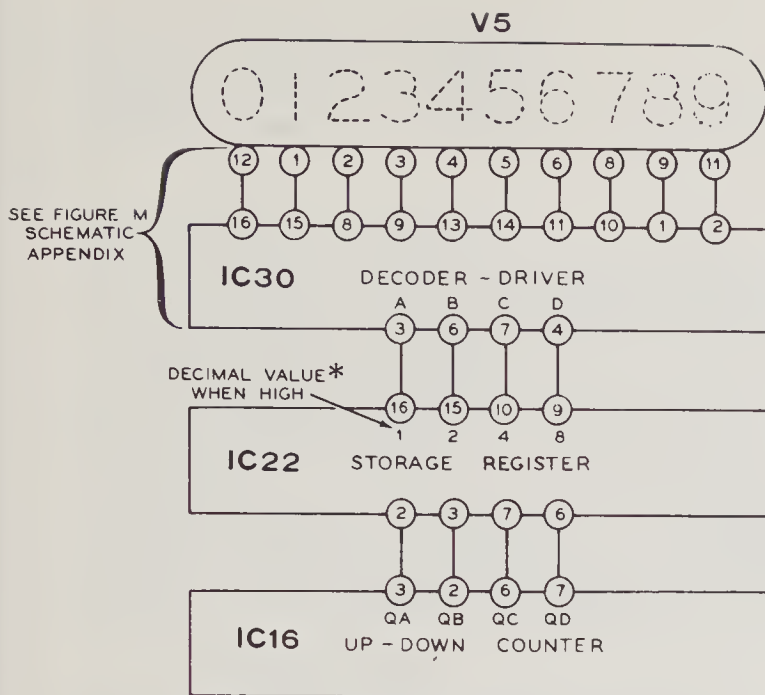 V5
0 1 2 3 4 5 6 7 8 9
12 1 2 3 4 5 6 8 9 11
SEE FIGURE M
SCHEMATIC
APPENDIX
16 15 8 9 13 14 11 10 1 2
IC30 DECODER - DRIVER
A B C D
3 6 7 4
DECIMAL VALUE*
WHEN HIGH
16 15 10 9
1 2 4 8
IC22 STORAGE REGISTER
2 3 7 6
3 2 6 7
QA QB QC QD
IC16 UP - DOWN COUNTER